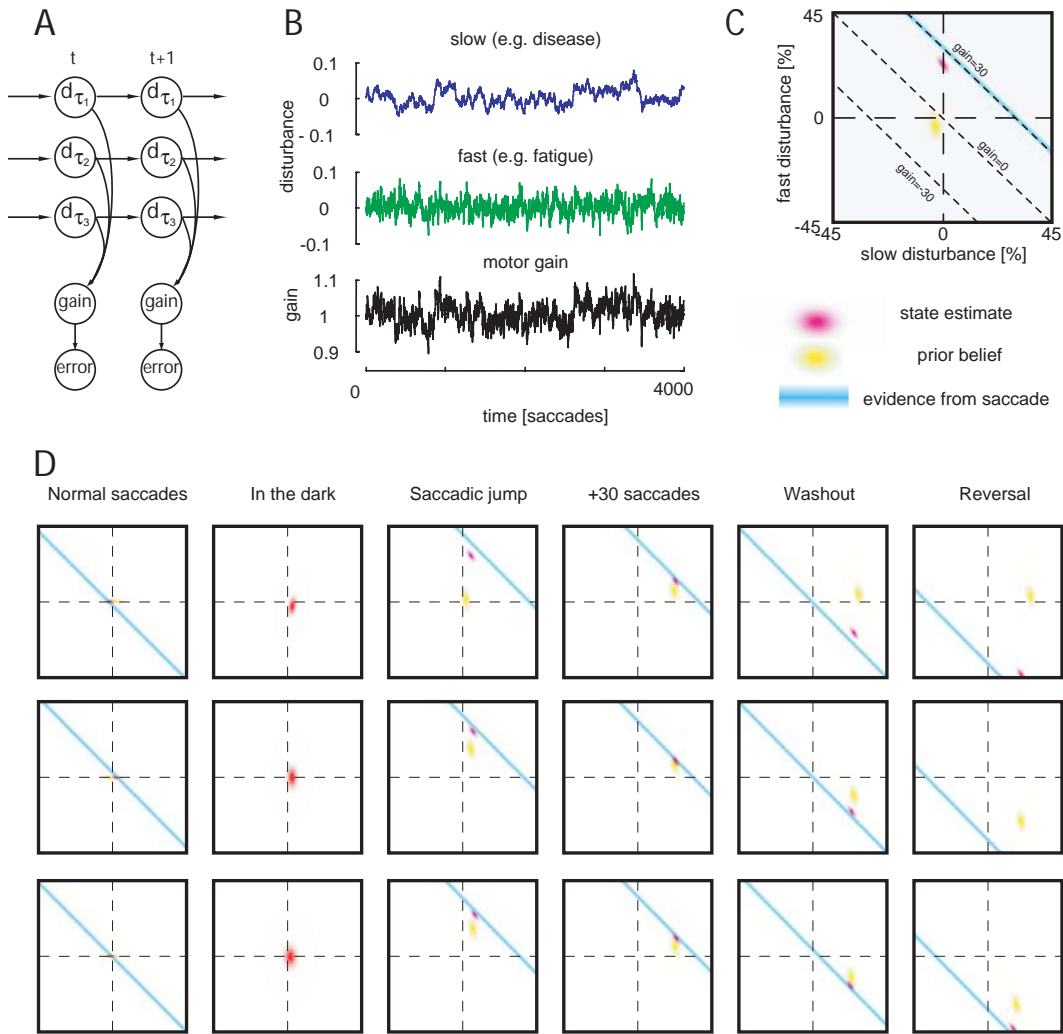 A
t
t+1
dτ1
dτ1
dτ2
dτ2
dτ3
dτ3
gain
gain
error
error
B
slow (e.g. disease)
0.1
0
- 0.1
disturbance
fast (e.g. fatigue)
0.1
0
-0.1
motor gain
1.1
1
0.9
gain
0
4000
time [saccades]
C
45
0
-45
fast disturbance [%]
gain=30
gain=0
gain=-30
-45
0
45
slow disturbance [%]
state estimate
prior belief
evidence from saccade
D
Normal saccades
In the dark
Saccadic jump
+30 saccades
Washout
Reversal